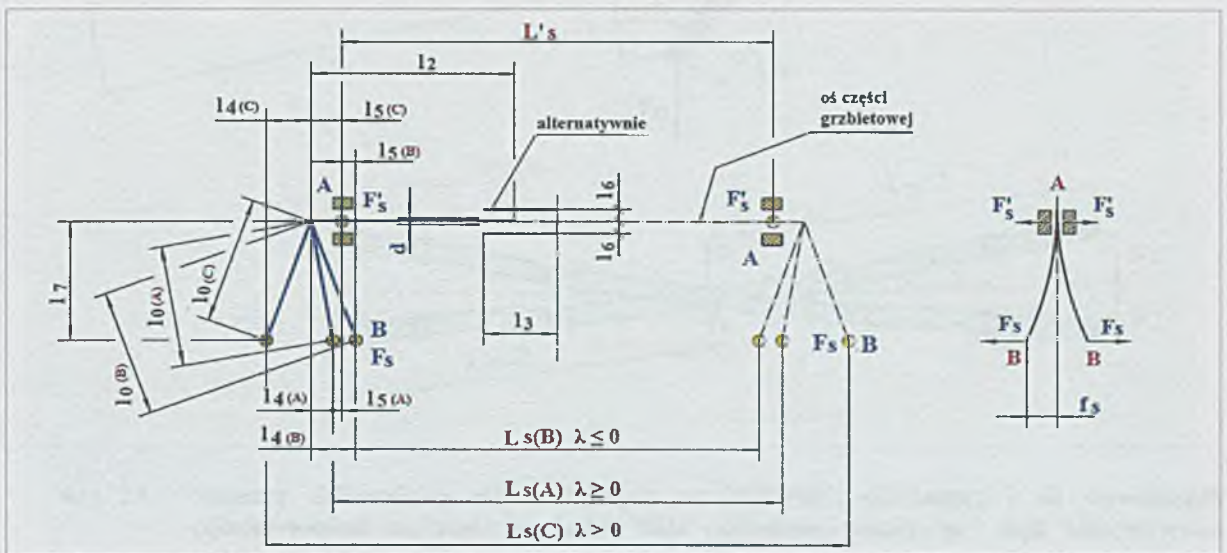 L's
l2
l4(C)
l5(C)
alternatywnie
oś części
grzbietowej
l5(B)
A
F's
l6
F's
A
F's
F's
d
l6
A
l7
l0(C)
l0(A)
l0(B)
B
Fs
l3
Fs
B
Fs
Fs
B
B
l4(A)
l5(A)
fs
l4(B)
Ls(B) λ ≤ 0
Ls(A) λ ≥ 0
Ls(C) λ > 0